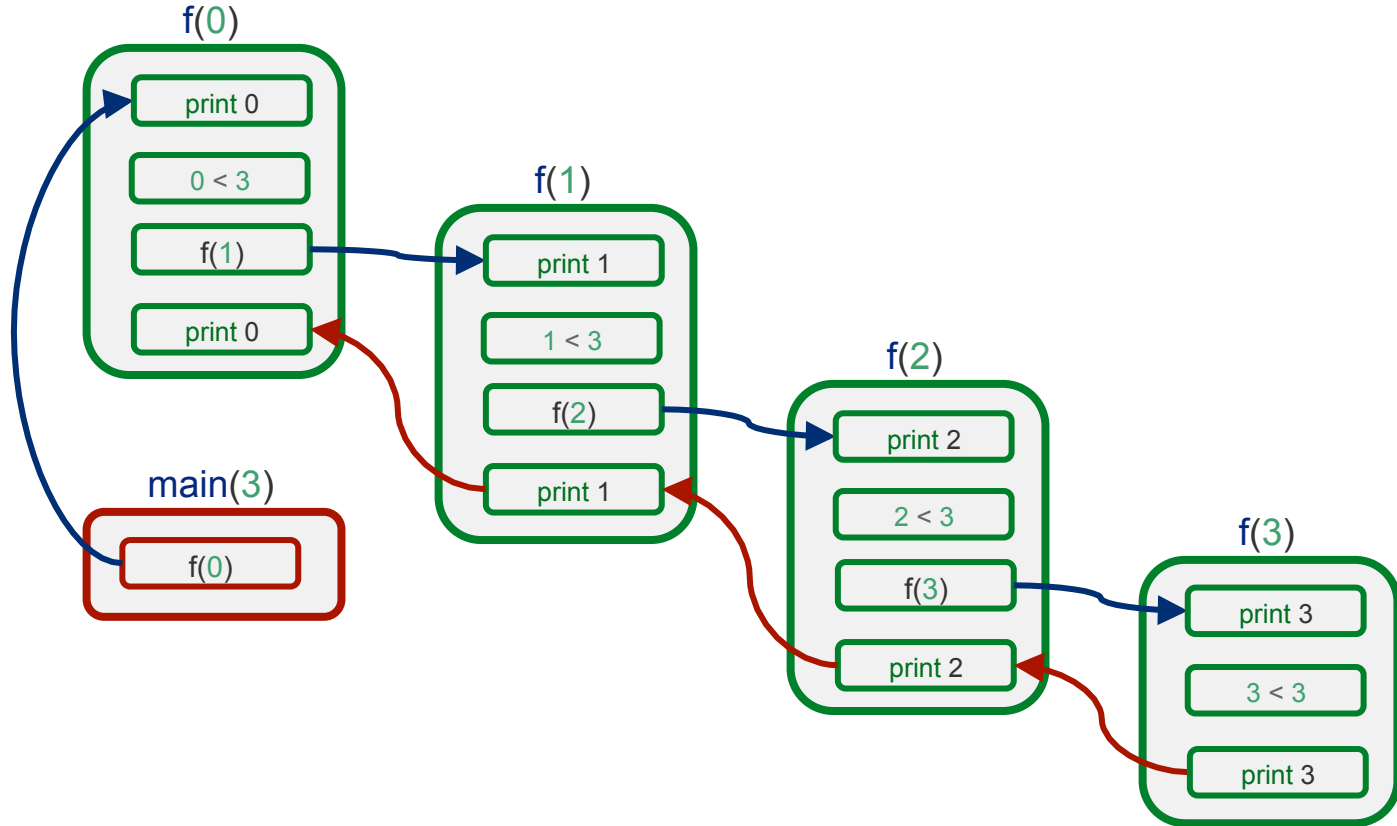 f(0)
print 0
0 < 3
f(1)
print 0
f(1)
print 1
1 < 3
f(2)
print 1
f(2)
print 2
2 < 3
f(3)
print 2
f(3)
print 3
3 < 3
print 3
main(3)
f(0)